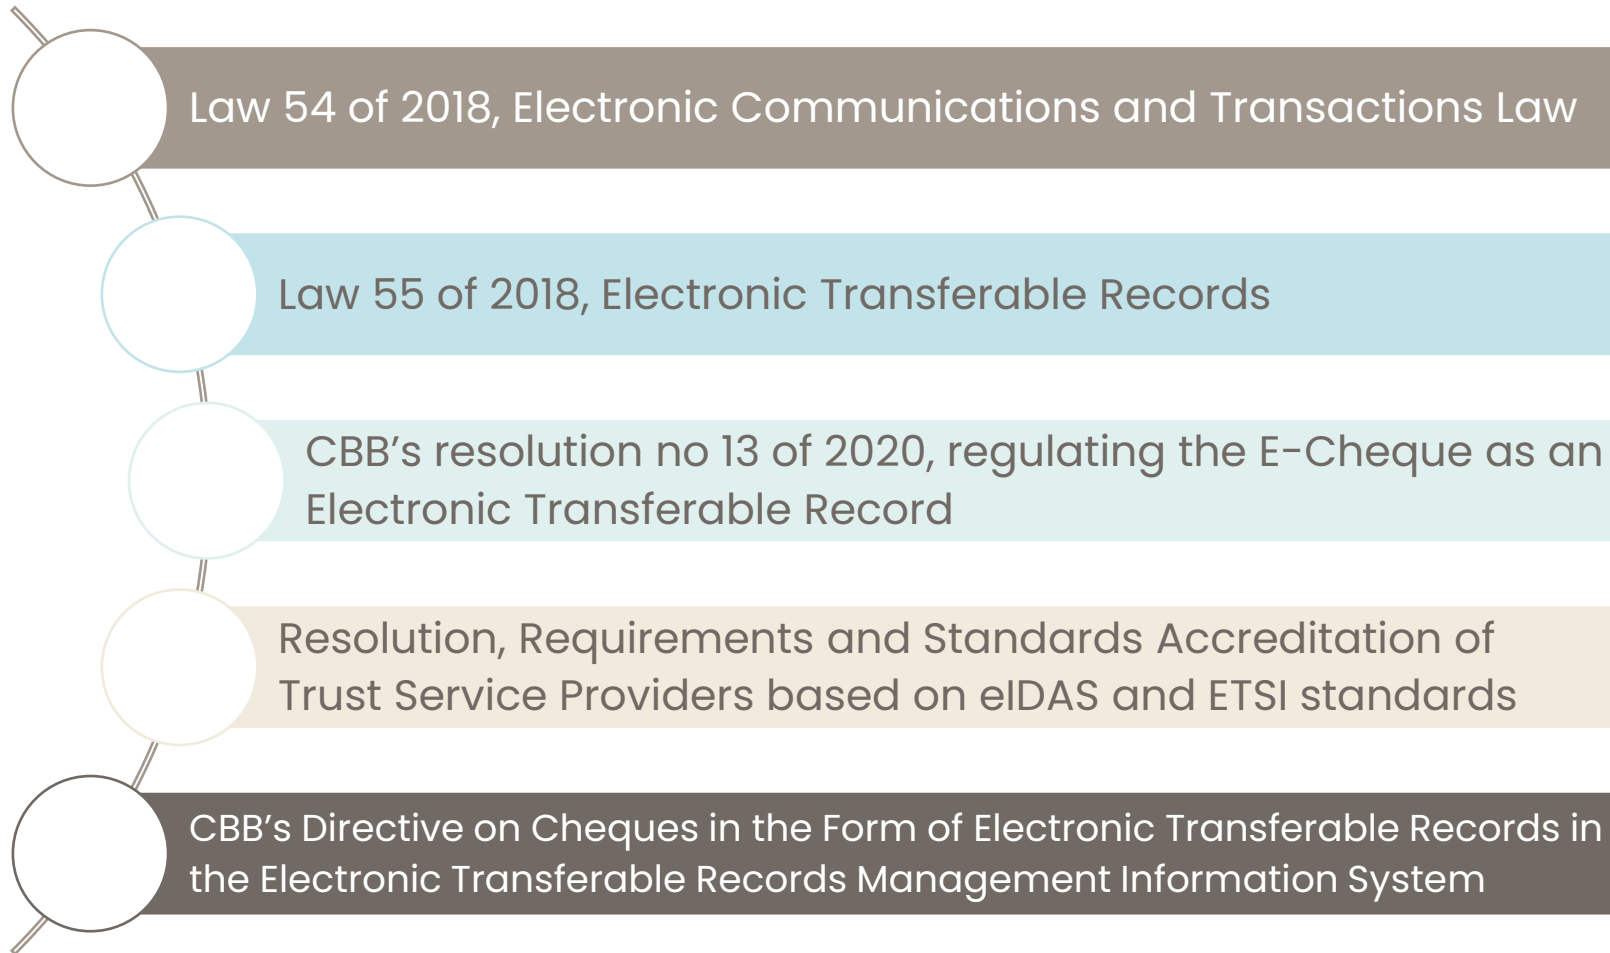 Law 54 of 2018, Electronic Communications and Transactions Law
Law 55 of 2018, Electronic Transferable Records
CBB’s resolution no 13 of 2020, regulating the E-Cheque as an
Electronic Transferable Record
Resolution, Requirements and Standards Accreditation of
Trust Service Providers based on eIDAS and ETSI standards
CBB’s Directive on Cheques in the Form of Electronic Transferable Records in
the Electronic Transferable Records Management Information System